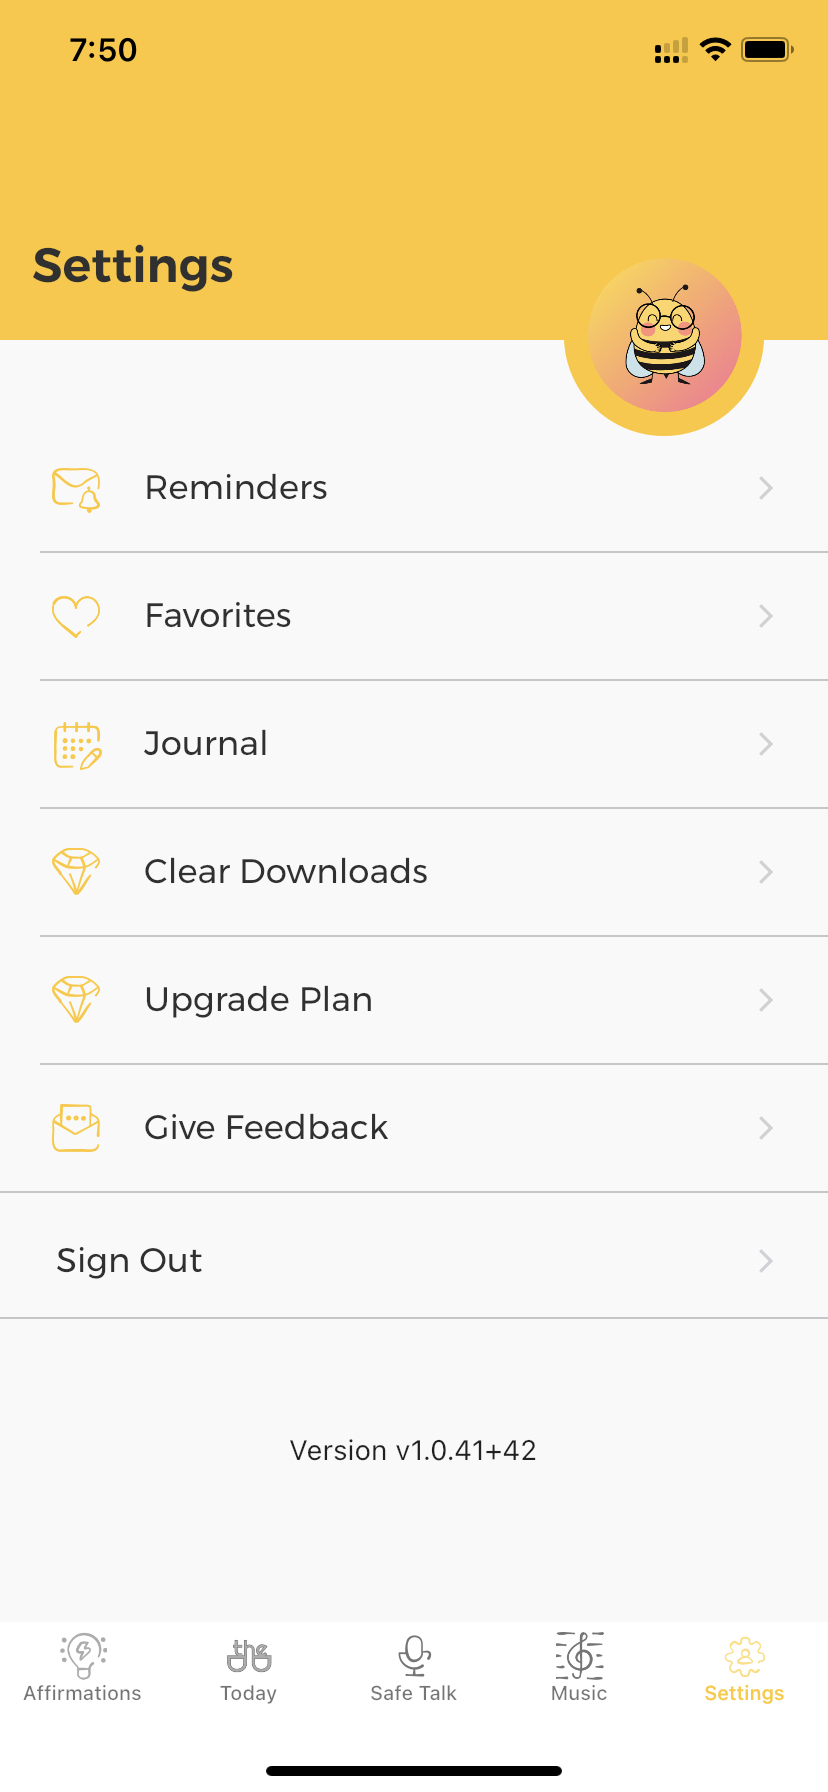 7:50
Settings
Reminders
Favorites
Journal
Clear Downloads
Upgrade Plan
Give Feedback
Sign Out
Version v1.0.41+42
the
Affirmations
Today
Safe Talk
Music
Settings